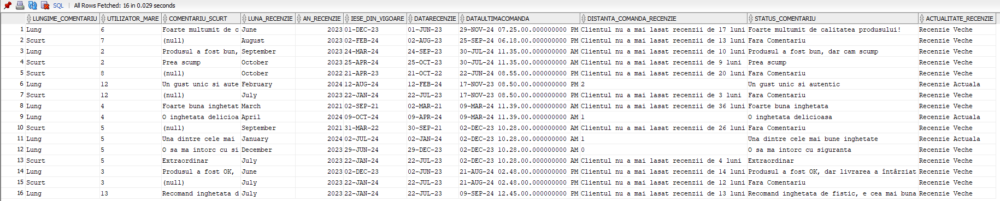 SQL | All Rows Fetched: 16 in 0.029 seconds
LUNGIME_COMENTARIU UTILIZATOR_MARE COMENTARIU_SCURT LUNA_RECENZIE AN_RECENZIE IESE_DIN_VIGOARE DATARECENZIE DATAULTIMACOMANDA DISTANTA_COMANDA_RECENZIE STATUS_COMENTARIU ACTUALITATE_RECENZIE
1 Lung 6 Foarte multumit de c June 2023 01-DEC-23 01-JUN-23 29-NOV-24 07.25.00.000000000 PM Clientul nu a mai lasat recenzii de 17 luni Foarte multumit de calitatea produsului! Recenzie Veche
2 Scurt 7 (null) August 2023 02-FEB-24 02-AUG-23 25-SEP-24 06.18.00.000000000 PM Clientul nu a mai lasat recenzii de 13 luni Fara Comentariu Recenzie Veche
3 Lung 2 Produsul a fost bun, September 2023 24-MAR-24 24-SEP-23 30-JUL-24 11.35.00.000000000 AM Clientul nu a mai lasat recenzii de 10 luni Produsul a fost bun, dar cam scump Recenzie Veche
4 Scurt 2 Prea scump October 2023 25-APR-24 25-OCT-23 30-JUL-24 11.35.00.000000000 AM Clientul nu a mai lasat recenzii de 9 luni Prea scump Recenzie Veche
5 Scurt 8 (null) October 2022 21-APR-23 21-OCT-22 22-JUN-24 08.55.00.000000000 PM Clientul nu a mai lasat recenzii de 20 luni Fara Comentariu Recenzie Veche
6 Lung 12 Un gust unic si aute February 2024 12-AUG-24 12-FEB-24 17-NOV-23 08.50.00.000000000 PM 2 Un gust unic si autentic Recenzie Actuala
7 Scurt 12 (null) July 2023 22-JAN-24 22-JUL-23 17-NOV-23 08.50.00.000000000 PM Clientul nu a mai lasat recenzii de 3 luni Fara Comentariu Recenzie Veche
8 Lung 4 Foarte buna inghetat March 2021 02-SEP-21 02-MAR-21 09-MAR-24 11.39.00.000000000 AM Clientul nu a mai lasat recenzii de 36 luni Foarte buna inghetata Recenzie Veche
9 Lung 4 O inghetata delicioa April 2024 09-OCT-24 09-APR-24 09-MAR-24 11.39.00.000000000 AM 1 O inghetata delicioasa Recenzie Actuala
10 Scurt 5 (null) September 2021 31-MAR-22 30-SEP-21 02-DEC-23 10.28.00.000000000 AM Clientul nu a mai lasat recenzii de 26 luni Fara Comentariu Recenzie Veche
11 Lung 5 Una dintre cele mai January 2024 02-JUL-24 02-JAN-24 02-DEC-23 10.28.00.000000000 AM 1 Una dintre cele mai bune inghetate Recenzie Actuala
12 Lung 5 O sa ma intorc cu si December 2023 29-JUN-24 29-DEC-23 02-DEC-23 10.28.00.000000000 AM 0 O sa ma intorc cu siguranta Recenzie Veche
13 Scurt 5 Extraordinar July 2023 22-JAN-24 22-JUL-23 02-DEC-23 10.28.00.000000000 AM Clientul nu a mai lasat recenzii de 4 luni Extraordinar Recenzie Veche
14 Lung 3 Produsul a fost OK, June 2023 02-DEC-23 02-JUN-23 21-AUG-24 02.48.00.000000000 PM Clientul nu a mai lasat recenzii de 14 luni Produsul a fost OK, dar livrarea a întârziat Recenzie Veche
15 Scurt 3 (null) July 2023 22-JAN-24 22-JUL-23 21-AUG-24 02.48.00.000000000 PM Clientul nu a mai lasat recenzii de 12 luni Fara Comentariu Recenzie Veche
16 Lung 13 Recomand inghetata d July 2023 22-JAN-24 22-JUL-23 09-SEP-24 12.45.00.000000000 PM Clientul nu a mai lasat recenzii de 13 luni Recomand inghetata de fistic, e cea mai buna Recenzie Veche